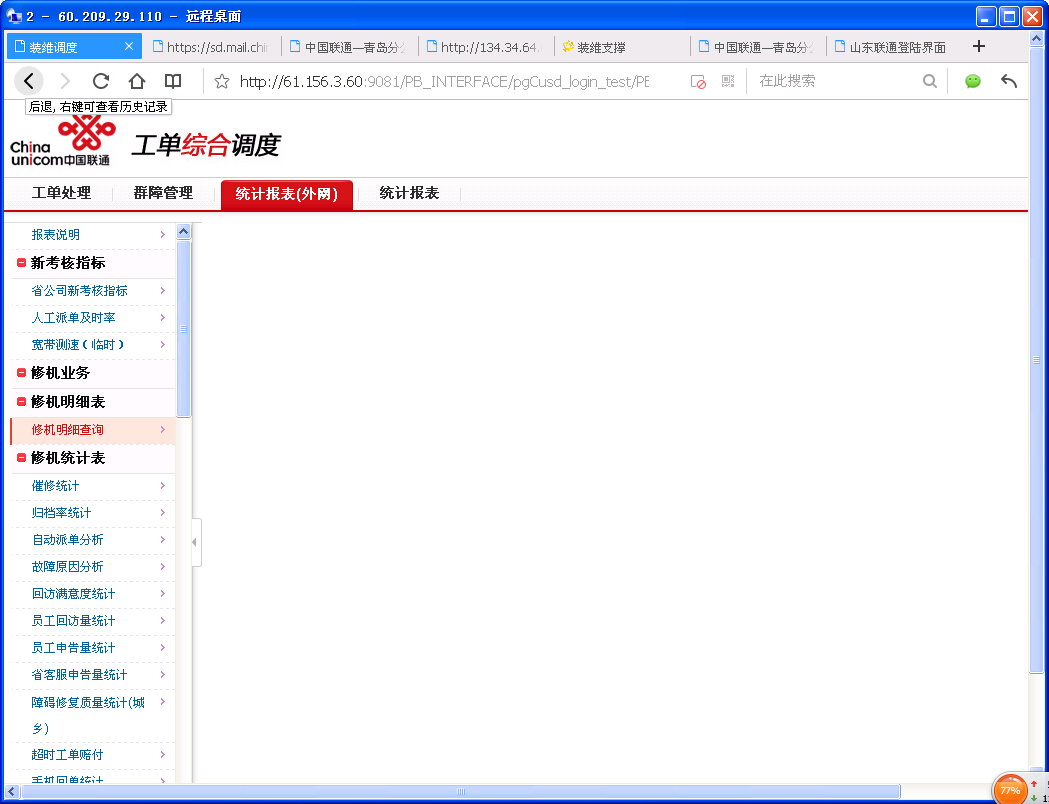 2 - 60.209.29.110 - 远程桌面
装维调度
https://sd.mail.chi
中国联通—青岛分
http://134.34.64.
装维支撑
中国联通—青岛分
山东联通登陆界面
http://61.156.3.60:9081/PB_INTERFACE/pgCusd_login_test/PE
在此搜索
后退, 右键可查看历史记录
China
unicom中国联通
工单综合调度
工单处理
群障管理
统计报表(外网)
统计报表
报表说明
新考核指标
省公司新考核指标
人工派单及时率
宽带测速(临时)
修机业务
修机明细表
修机明细查询
修机统计表
催修统计
归档率统计
自动派单分析
故障原因分析
回访满意度统计
员工回访量统计
员工申告量统计
省客服申告量统计
障碍修复质量统计(城
乡)
超时工单赔付
手机回单统计
77%